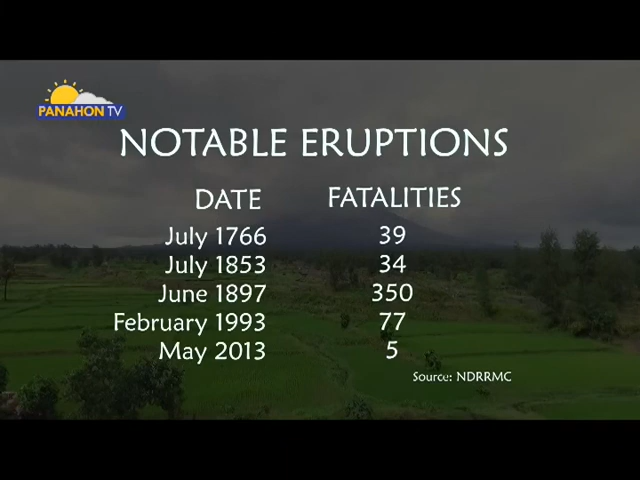 PANAHON TV
NOTABLE ERUPTIONS
DATE FATALITIES
July 1766 39
July 1853 34
June 1897 350
February 1993 77
May 2013 5
Source: NDRRMC